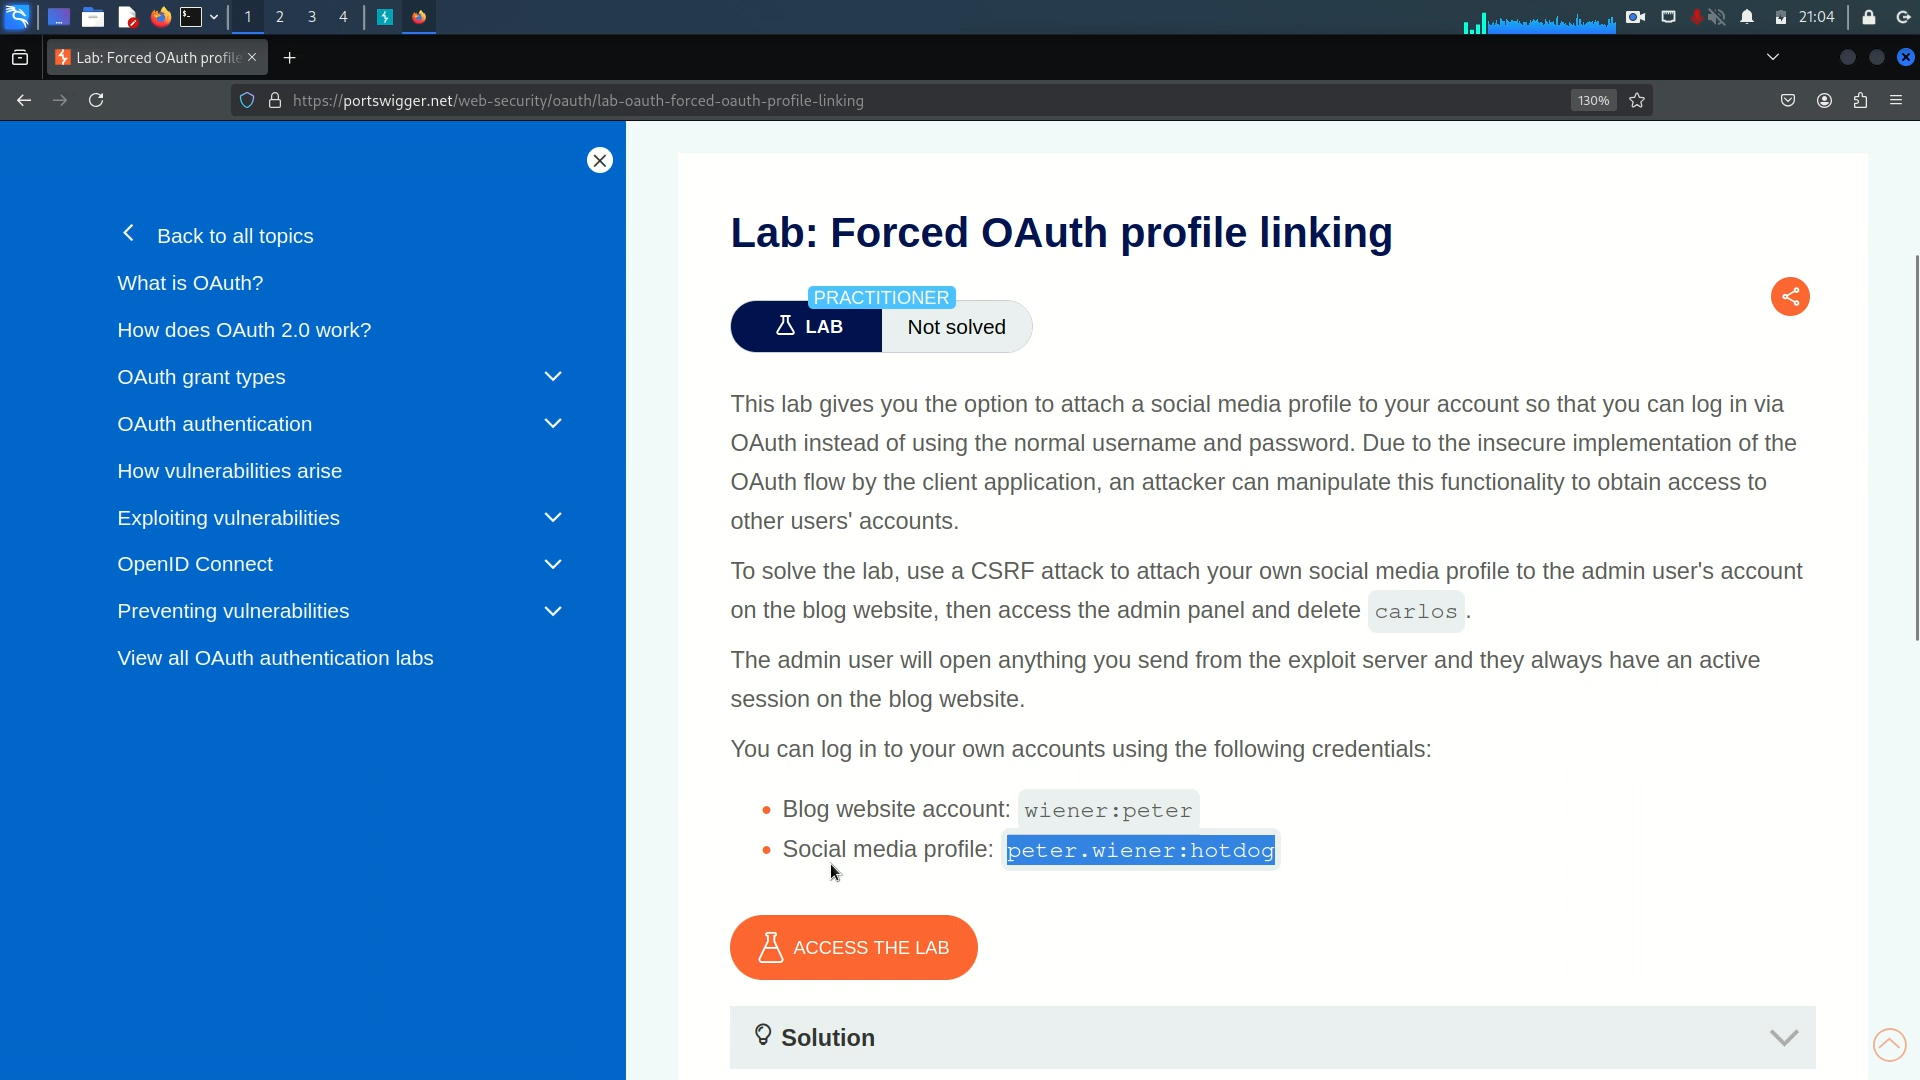 1 2 3 4 21:04
Lab: Forced OAuth profile
https://portswigger.net/web-security/oauth/lab-oauth-forced-oauth-profile-linking 130%
Back to all topics
What is OAuth?
How does OAuth 2.0 work?
OAuth grant types
OAuth authentication
How vulnerabilities arise
Exploiting vulnerabilities
OpenID Connect
Preventing vulnerabilities
View all OAuth authentication labs
Lab: Forced OAuth profile linking
PRACTITIONER
LAB Not solved
This lab gives you the option to attach a social media profile to your account so that you can log in via
OAuth instead of using the normal username and password. Due to the insecure implementation of the
OAuth flow by the client application, an attacker can manipulate this functionality to obtain access to
other users' accounts.
To solve the lab, use a CSRF attack to attach your own social media profile to the admin user's account
on the blog website, then access the admin panel and delete carlos.
The admin user will open anything you send from the exploit server and they always have an active
session on the blog website.
You can log in to your own accounts using the following credentials:
• Blog website account: wiener:peter
• Social media profile: peter.wiener:hotdog
ACCESS THE LAB
Solution